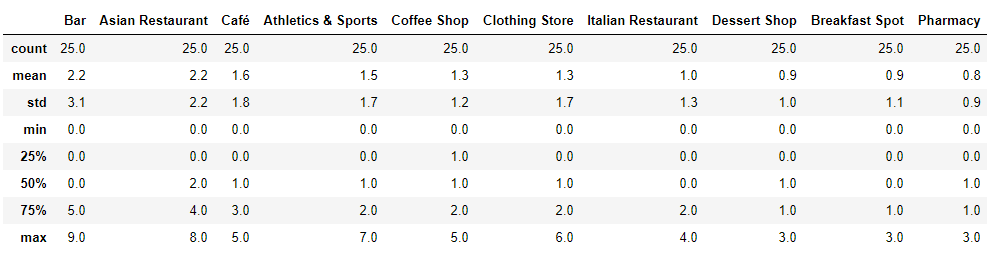 Bar Asian Restaurant Café Athletics & Sports Coffee Shop Clothing Store Italian Restaurant Dessert Shop Breakfast Spot Pharmacy
count 25.0 25.0 25.0 25.0 25.0 25.0 25.0 25.0 25.0 25.0
mean 2.2 2.2 1.6 1.5 1.3 1.3 1.0 0.9 0.9 0.8
std 3.1 2.2 1.8 1.7 1.2 1.7 1.3 1.0 1.1 0.9
min 0.0 0.0 0.0 0.0 0.0 0.0 0.0 0.0 0.0 0.0
25% 0.0 0.0 0.0 0.0 1.0 0.0 0.0 0.0 0.0 0.0
50% 0.0 2.0 1.0 1.0 1.0 1.0 0.0 1.0 0.0 1.0
75% 5.0 4.0 3.0 2.0 2.0 2.0 2.0 1.0 1.0 1.0
max 9.0 8.0 5.0 7.0 5.0 6.0 4.0 3.0 3.0 3.0